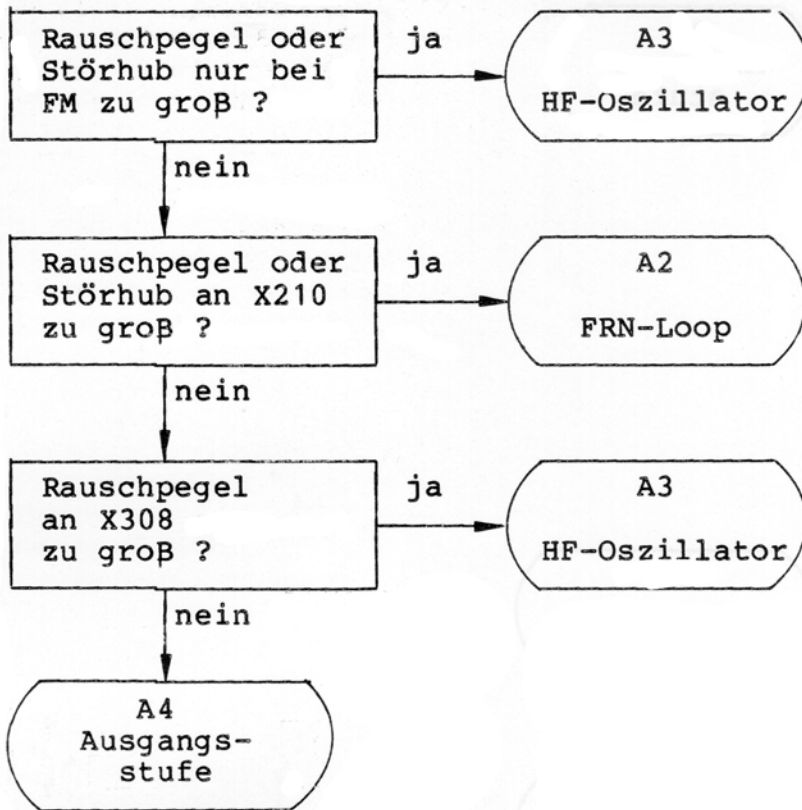 Rauschpegel oder
Störhub nur bei
FM zu groß ?
ja
A3
HF-Oszillator
nein
Rauschpegel oder
Störhub an X210
zu groß ?
ja
A2
FRN-Loop
nein
Rauschpegel
an X308
zu groß ?
ja
A3
HF-Oszillator
nein
A4
Ausgangs-
stufe